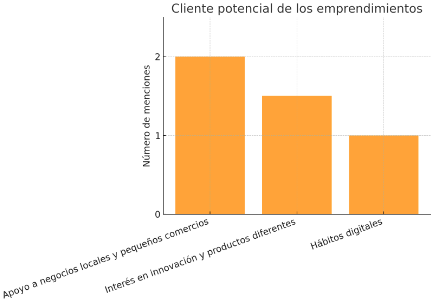 Cliente potencial de los emprendimientos
Número de menciones
2
1
0
Apoyo a negocios locales y pequeños comercios
Interés en innovación y productos diferentes
Hábitos digitales